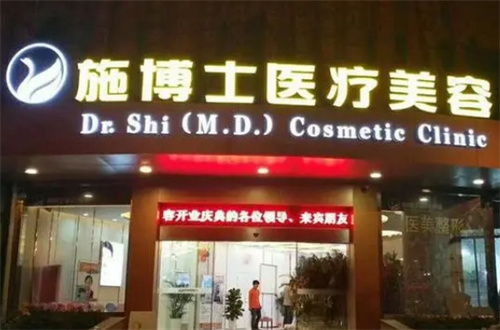 施博士医疗美容
Dr. Shi (M.D.) Cosmetic Clinic
容开业庆典的各位领导、来宾朋友
医美整形